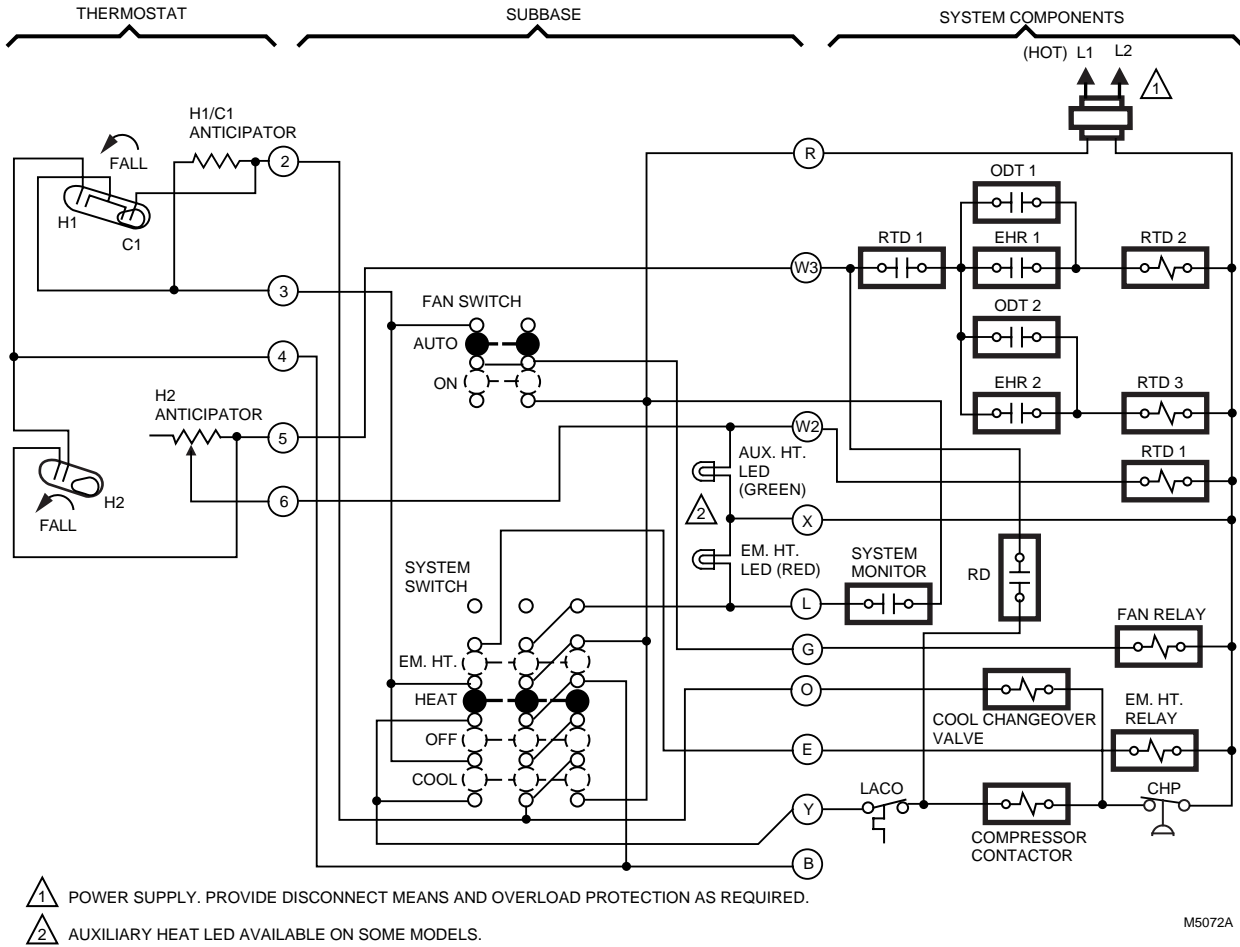 THERMOSTAT
SUBBASE
SYSTEM COMPONENTS
(HOT) L1 L2
1
H1/C1
ANTICIPATOR
FALL
2
H1
C1
R
ODT 1
RTD 1
EHR 1
RTD 2
W3
3
FAN SWITCH
AUTO
ON
ODT 2
4
EHR 2
RTD 3
H2
ANTICIPATOR
5
W2
AUX. HT.
LED
(GREEN)
RTD 1
H2
FALL
6
2
X
EM. HT.
LED (RED)
SYSTEM
MONITOR
RD
SYSTEM
SWITCH
L
FAN RELAY
G
EM. HT.
HEAT
OFF
COOL
O
COOL CHANGEOVER
VALVE
EM. HT.
RELAY
E
LACO
CHP
Y
COMPRESSOR
CONTACTOR
B
1 POWER SUPPLY. PROVIDE DISCONNECT MEANS AND OVERLOAD PROTECTION AS REQUIRED.
2 AUXILIARY HEAT LED AVAILABLE ON SOME MODELS.
M5072A